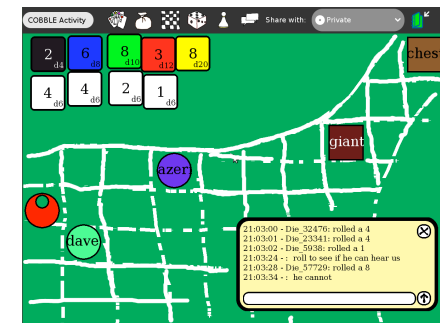 COBBLE Activity
Share with:
Private
2
d4
6
d8
8
d10
3
d12
8
d20
chest
4
d6
4
d6
2
d6
1
d6
giant
azer
dave
21:03:00 - Die_32476: rolled a 4
21:03:01 - Die_23341: rolled a 4
21:03:02 - Die_5938: rolled a 1
21:03:24 - : roll to see if he can hear us
21:03:28 - Die_57729: rolled a 8
21:03:34 - : he cannot